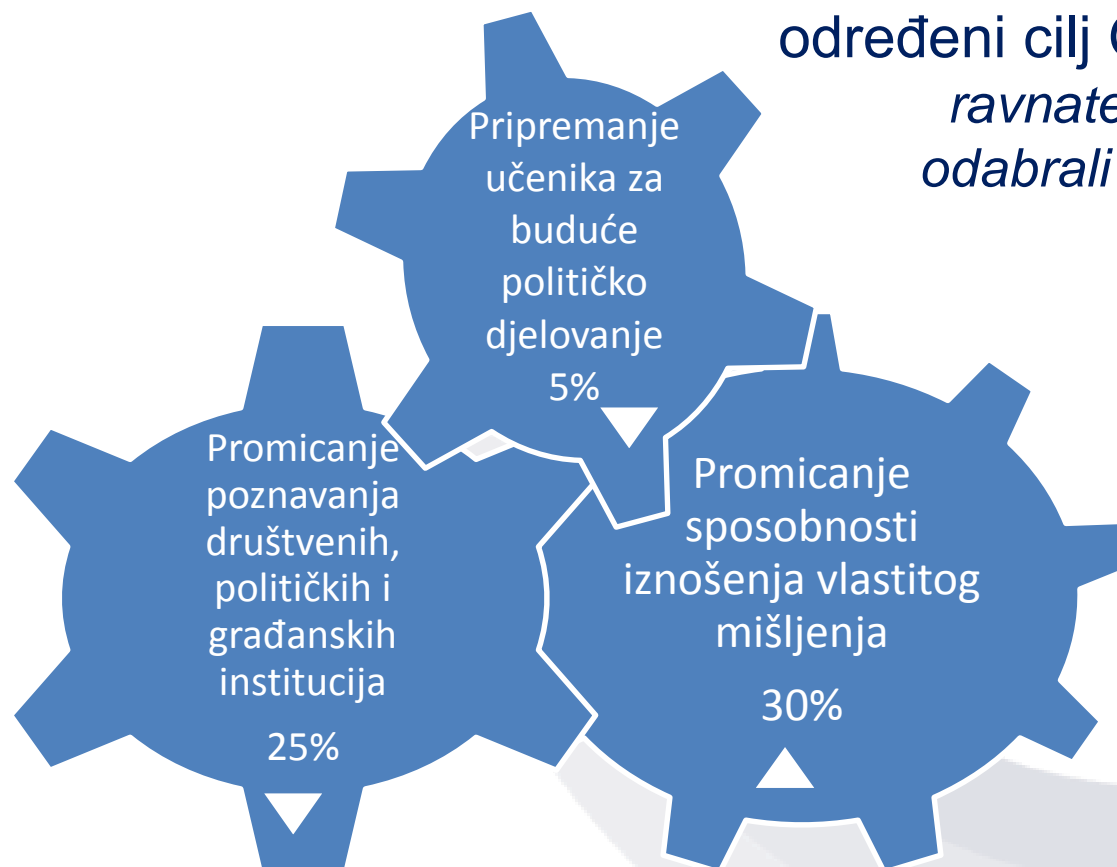 određeni cilj
ravnate
odabrali
Pripremanje
učenika za
buduće
političko
djelovanje
5%
Promicanje
poznavanja
društvenih,
političkih i
građanskih
institucija
25%
Promicanje
sposobnosti
iznošenja vlastitog
mišljenja
30%